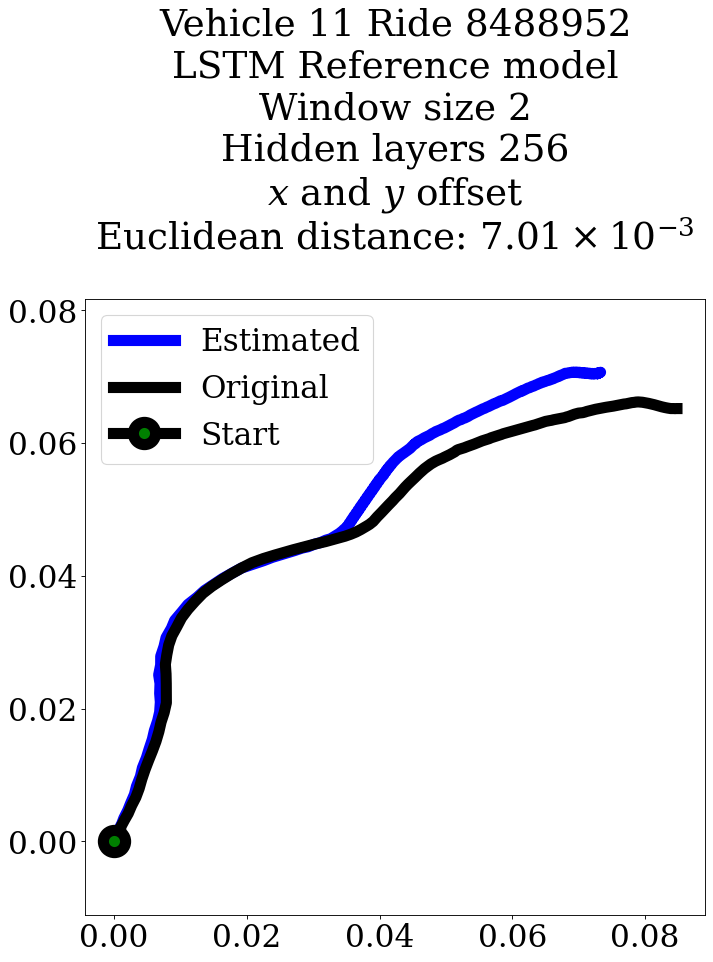 Vehicle 11 Ride 8488952
LSTM Reference model
Window size 2
Hidden layers 256
x and y offset
Euclidean distance: 7.01 × 10⁻³
0.08
0.06
0.04
0.02
0.00
Estimated
Original
Start
0.00 0.02 0.04 0.06 0.08